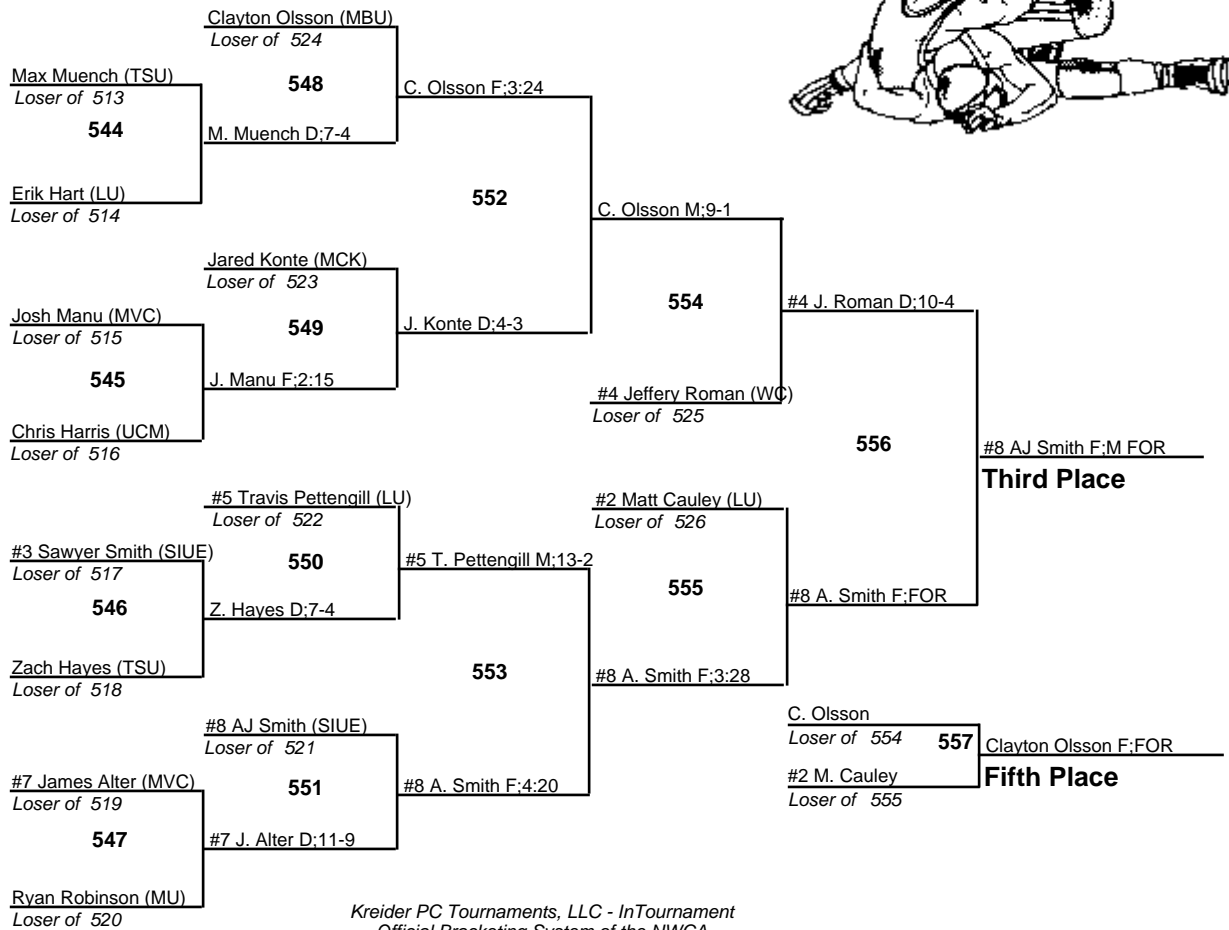 Clayton Olsson (MBU)
Loser of 524
548
Max Muench (TSU)
Loser of 513
544
M. Muench D;7-4
Erik Hart (LU)
Loser of 514
C. Olsson F;3:24
552
Jared Konte (MCK)
Loser of 523
549
Josh Manu (MVC)
Loser of 515
545
J. Manu F;2:15
Chris Harris (UCM)
Loser of 516
J. Konte D;4-3
C. Olsson M;9-1
554
#4 Jeffery Roman (WC)
Loser of 525
#4 J. Roman D;10-4
556
#8 AJ Smith F;M FOR
Third Place
#5 Travis Pettengill (LU)
Loser of 522
550
#3 Sawyer Smith (SIUE)
Loser of 517
546
Z. Hayes D;7-4
Zach Hayes (TSU)
Loser of 518
#5 T. Pettengill M;13-2
553
#8 AJ Smith (SIUE)
Loser of 521
551
#7 James Alter (MVC)
Loser of 519
547
#7 J. Alter D;11-9
Ryan Robinson (MU)
Loser of 520
#8 A. Smith F;4:20
#2 Matt Cauley (LU)
Loser of 526
555
#8 A. Smith F;3:28
#8 A. Smith F;FOR
C. Olsson
Loser of 554
557
#2 M. Cauley
Loser of 555
Clayton Olsson F;FOR
Fifth Place
Kreider PC Tournaments, LLC - InTournament
Official Bracketing System of the NWCA